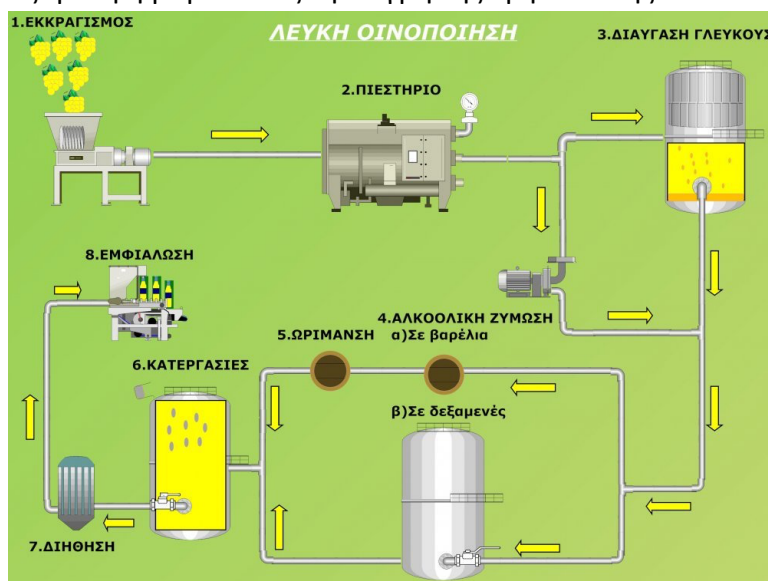 ΛΕΥΚΗ ΟΙΝΟΠΟΙΗΣΗ
1.ΕΚΚΡΑΓΙΣΜΟΣ
2.ΠΙΕΣΤΗΡΙΟ
3.ΔΙΑΥΓΑΣΗ ΓΛΕΥΚΟΥΣ
4.ΑΛΚΟΟΛΙΚΗ ΖΥΜΩΣΗ
α)Σε βαρέλια
β)Σε δεξαμενές
5.ΩΡΙΜΑΝΣΗ
6.ΚΑΤΕΡΓΑΣΙΕΣ
7.ΔΙΗΘΗΣΗ
8.ΕΜΦΙΑΛΩΣΗ